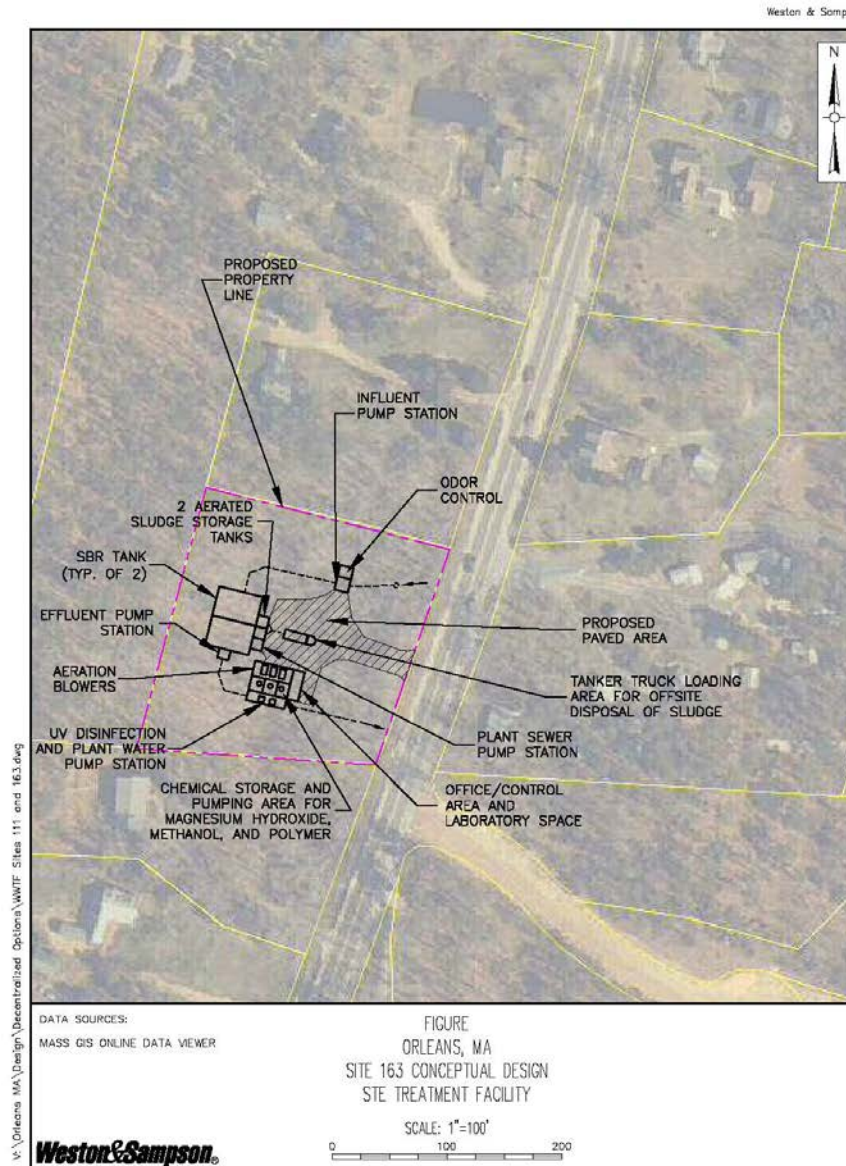 Weston & Samp
N
PROPOSED
PROPERTY
LINE
INFLUENT
PUMP STATION
ODOR
CONTROL
2 AERATED
SLUDGE STORAGE
TANKS
SBR TANK
(TYP. OF 2)
EFFLUENT PUMP
STATION
PROPOSED
PAVED AREA
AERATION
BLOWERS
TANKER TRUCK LOADING
AREA FOR OFFSITE
DISPOSAL OF SLUDGE
UV DISINFECTION
AND PLANT WATER
PUMP STATION
PLANT SEWER
PUMP STATION
CHEMICAL STORAGE AND
PUMPING AREA FOR
MAGNESIUM HYDROXIDE,
METHANOL, AND POLYMER
OFFICE/CONTROL
AREA AND
LABORATORY SPACE
V:\Orleans MA\Design\Decentralized Options\WWTF Sites 111 and 163.dwg
DATA SOURCES:
MASS GIS ONLINE DATA VIEWER
FIGURE
ORLEANS, MA
SITE 163 CONCEPTUAL DESIGN
STE TREATMENT FACILITY
SCALE: 1"=100'
0 100 200
Weston&Sampson®